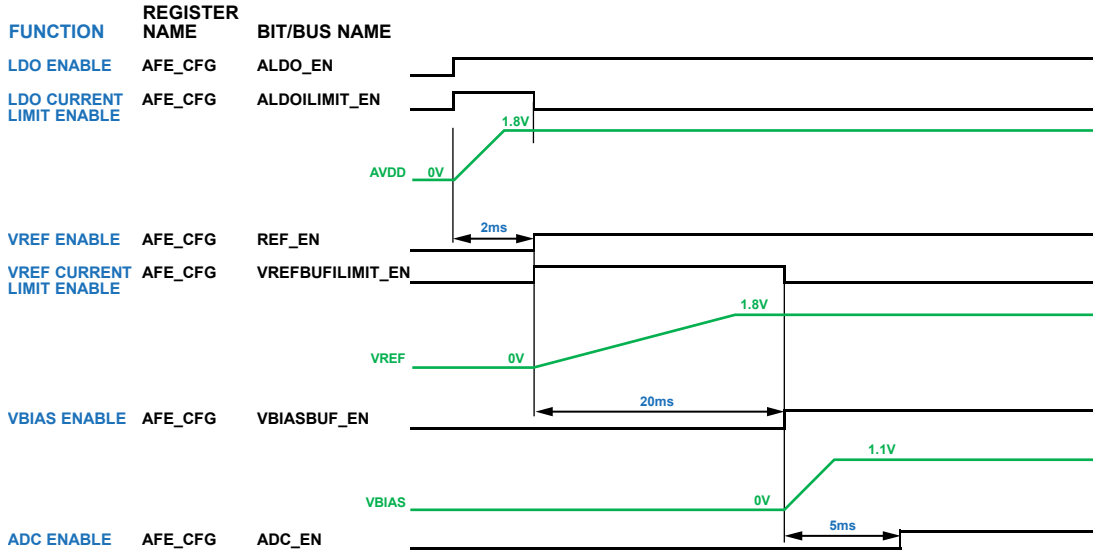 FUNCTION REGISTER NAME BIT/BUS NAME
LDO ENABLE AFE_CFG ALDO_EN
LDO CURRENT LIMIT ENABLE AFE_CFG ALDOILIMIT_EN
1.8V
AVDD 0V
2ms
VREF ENABLE AFE_CFG REF_EN
VREF CURRENT LIMIT ENABLE AFE_CFG VREFBUFILIMIT_EN
1.8V
VREF 0V
20ms
VBIAS ENABLE AFE_CFG VBIASBUF_EN
1.1V
VBIAS 0V
5ms
ADC ENABLE AFE_CFG ADC_EN